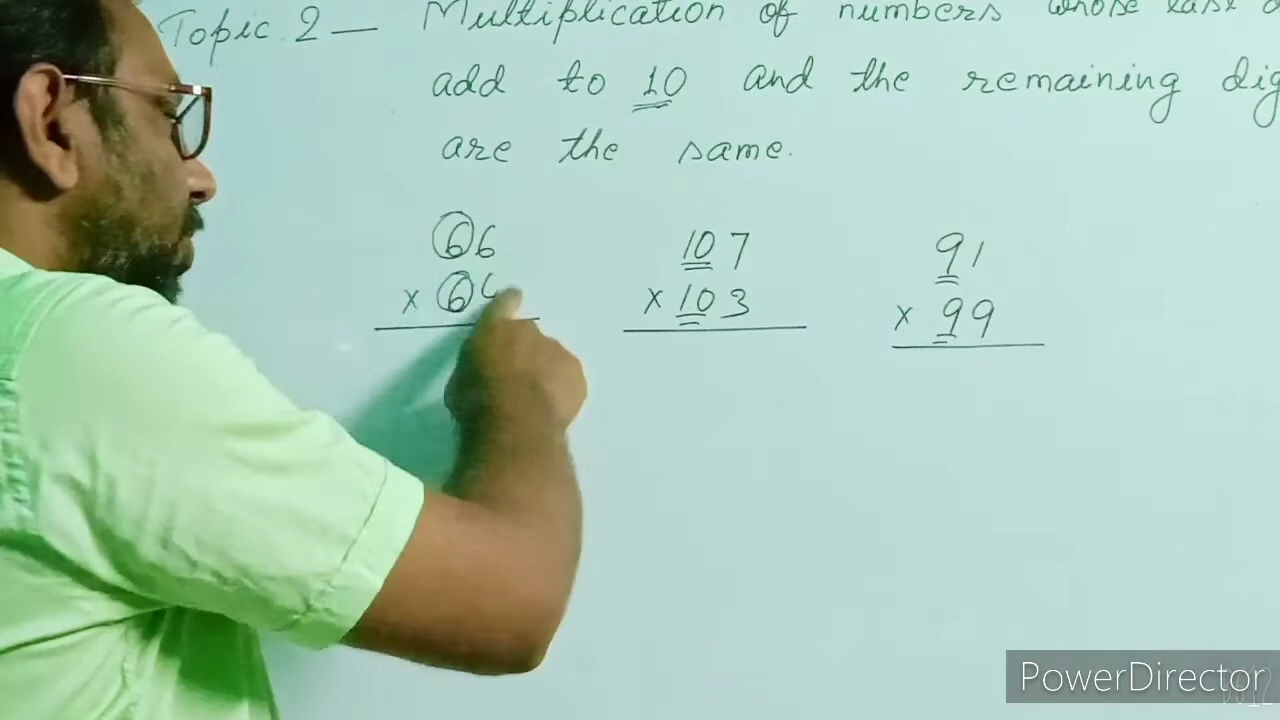 Topic 2 — Multiplication of numbers whose last
add to 10 and the remaining dig
are the same.
66
x 6
107
x 103
91
x 99
PowerDirector